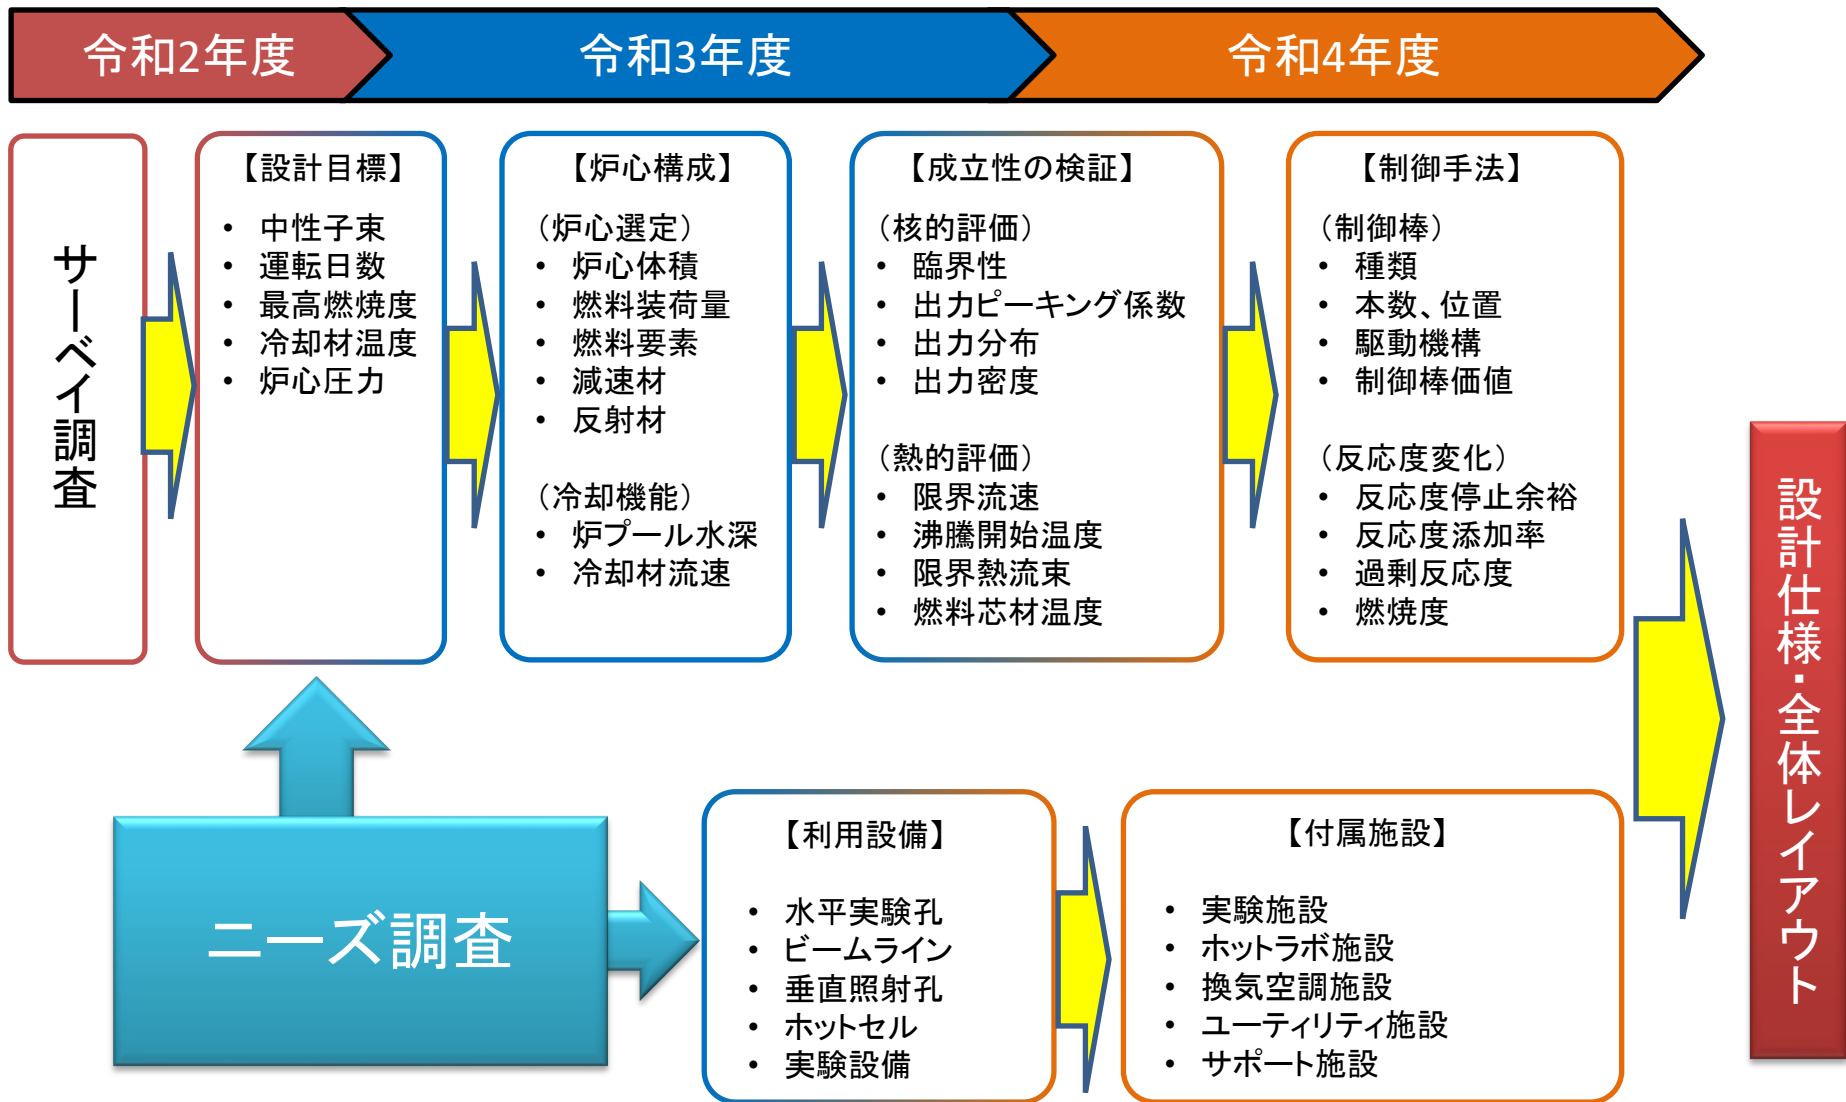 令和2年度
令和3年度
令和4年度
サーベイ調査
【設計目標】
• 中性子束
• 運転日数
• 最高燃焼度
• 冷却材温度
• 炉心圧力
【炉心構成】
（炉心選定）
• 炉心体積
• 燃料装荷量
• 燃料要素
• 減速材
• 反射材
（冷却機能）
• 炉プール水深
• 冷却材流速
【成立性の検証】
（核的評価）
• 臨界性
• 出力ピーキング係数
• 出力分布
• 出力密度
（熱的評価）
• 限界流速
• 沸騰開始温度
• 限界熱流束
• 燃料芯材温度
【制御手法】
（制御棒）
• 種類
• 本数、位置
• 駆動機構
• 制御棒価値
（反応度変化）
• 反応度停止余裕
• 反応度添加率
• 過剰反応度
• 燃焼度
ニーズ調査
【利用設備】
• 水平実験孔
• ビームライン
• 垂直照射孔
• ホットセル
• 実験設備
【付属施設】
• 実験施設
• ホットラボ施設
• 換気空調施設
• ユーティリティ施設
• サポート施設
設計仕様・全体レイアウト